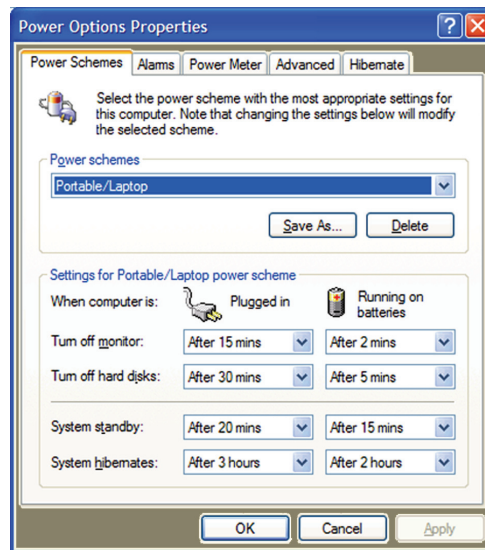 Power Options Properties
Power Schemes Alarms Power Meter Advanced Hibernate
Select the power scheme with the most appropriate settings for
this computer. Note that changing the settings below will modify
the selected scheme.
Power schemes
Portable/Laptop
Save As... Delete
Settings for Portable/Laptop power scheme
When computer is: Plugged in Running on
batteries
Turn off monitor: After 15 mins After 2 mins
Turn off hard disks: After 30 mins After 5 mins
System standby: After 20 mins After 15 mins
System hibernates: After 3 hours After 2 hours
OK Cancel Apply